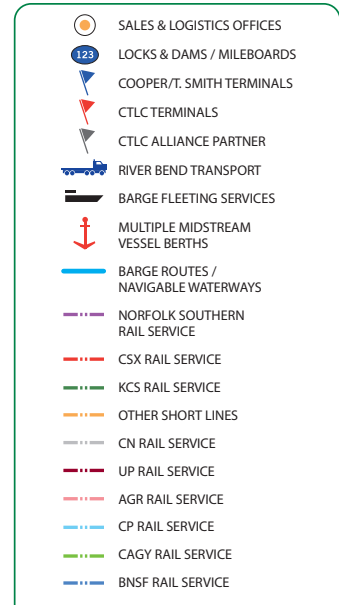 SALES & LOGISTICS OFFICES
123
LOCKS & DAMS / MILEBOARDS
COOPER/T. SMITH TERMINALS
CTLC TERMINALS
CTLC ALLIANCE PARTNER
RIVER BEND TRANSPORT
BARGE FLEETING SERVICES
MULTIPLE MIDSTREAM
VESSEL BERTHS
BARGE ROUTES /
NAVIGABLE WATERWAYS
NORFOLK SOUTHERN
RAIL SERVICE
CSX RAIL SERVICE
KCS RAIL SERVICE
OTHER SHORT LINES
CN RAIL SERVICE
UP RAIL SERVICE
AGR RAIL SERVICE
CP RAIL SERVICE
CAGY RAIL SERVICE
BNSF RAIL SERVICE